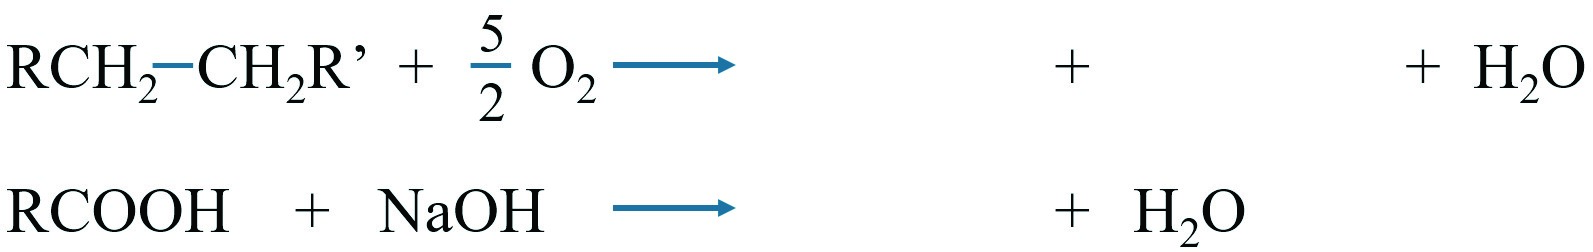 RCH₂—CH₂R’ + 5/2 O₂ ⟶ + + H₂O
RCOOH + NaOH ⟶ + H₂O